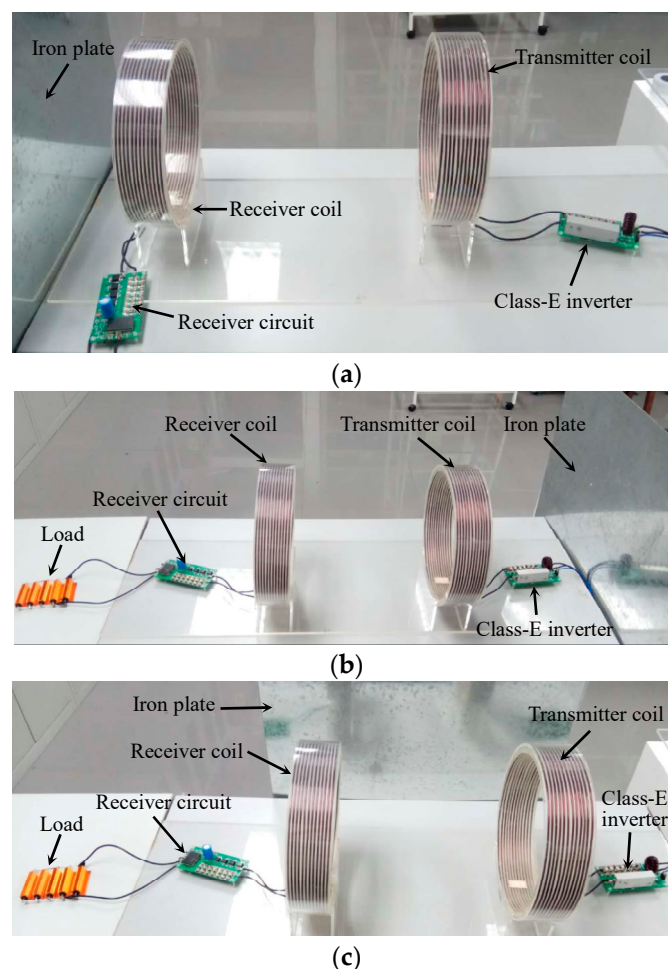 Iron plate
Transmitter coil
Receiver coil
Class-E inverter
Receiver circuit
(a)
Receiver coil
Transmitter coil
Iron plate
Receiver circuit
Load
Class-E inverter
(b)
Iron plate
Transmitter coil
Receiver coil
Class-E
inverter
Receiver circuit
Load
(c)